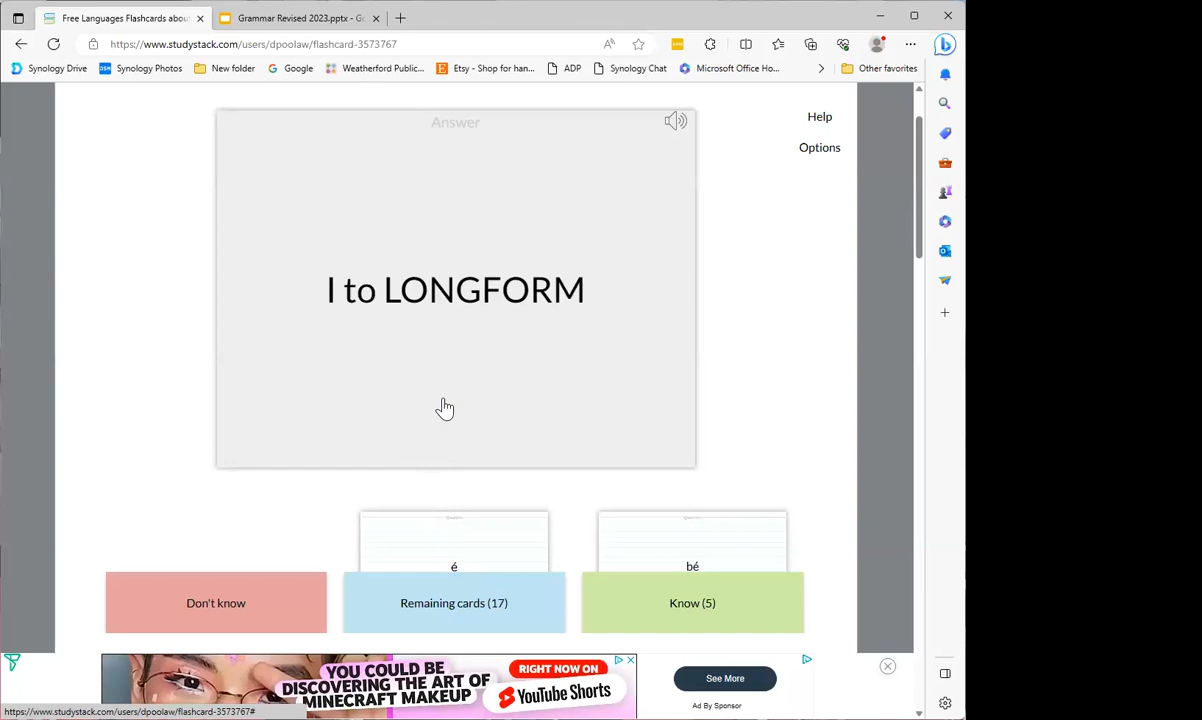 Free Languages Flashcards abou
Grammar Revised 2023.pptx - Go
https://www.studystack.com/users/dpoolaw/flashcard-3573767
Synology Drive
DSM
Synology Photos
New folder
Google
Weatherford Public...
Etsy - Shop for han...
ADP
Synology Chat
Microsoft Office Ho...
Other favorites
Answer
Help
Options
I to LONGFORM
é
bé
Don't know
Remaining cards (17)
Know (5)
YOU COULD BE
DISCOVERING THE ART OF
MINECRAFT MAKEUP
RIGHT NOW ON
YouTube Shorts
See More
Ad By Sponsor
https://www.studystack.com/users/dpoolaw/flashcard-3573767#